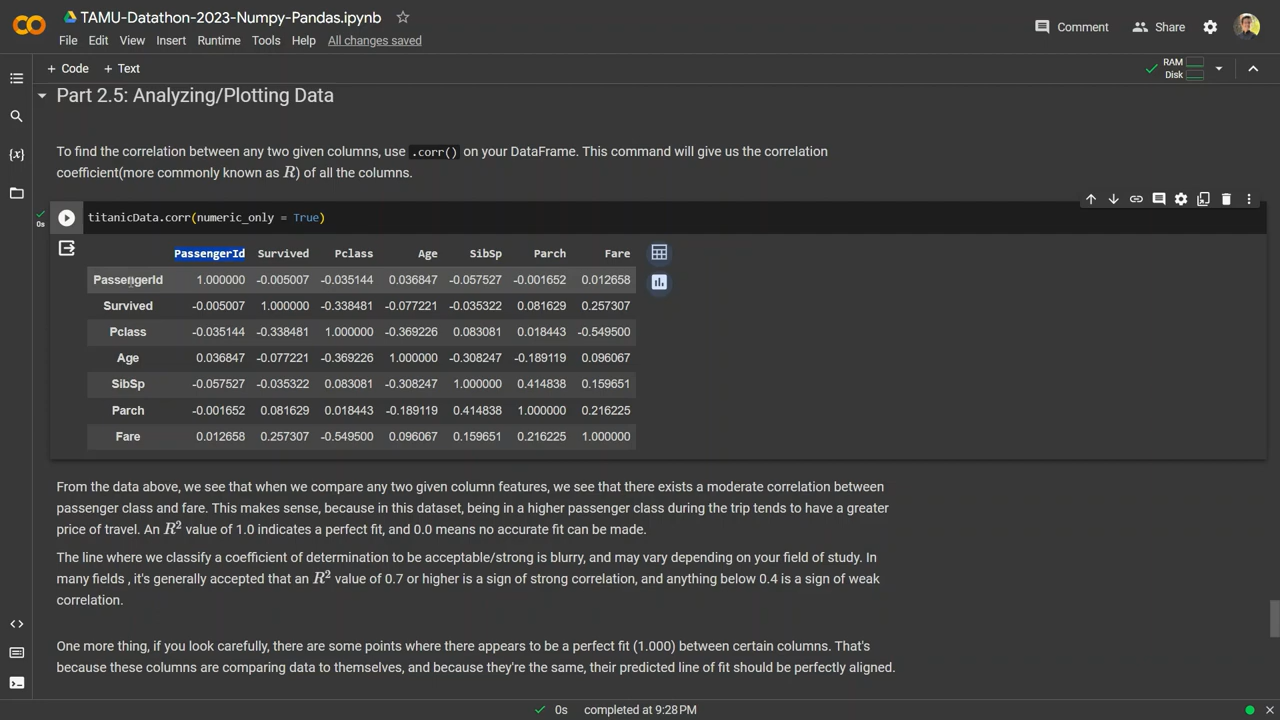 TAMU-Datathon-2023-Numpy-Pandas.ipynb
File Edit View Insert Runtime Tools Help All changes saved
Comment Share
+ Code + Text
RAM
Disk
Part 2.5: Analyzing/Plotting Data
To find the correlation between any two given columns, use .corr() on your DataFrame. This command will give us the correlation
coefficient(more commonly known as R) of all the columns.
0s
titanicData.corr(numeric_only = True)
PassengerId Survived Pclass Age SibSp Parch Fare
PassengerId 1.000000 -0.005007 -0.035144 0.036847 -0.057527 -0.001652 0.012658
Survived -0.005007 1.000000 -0.338481 -0.077221 -0.035322 0.081629 0.257307
Pclass -0.035144 -0.338481 1.000000 -0.369226 0.083081 0.018443 -0.549500
Age 0.036847 -0.077221 -0.369226 1.000000 -0.308247 -0.189119 0.096067
SibSp -0.057527 -0.035322 0.083081 -0.308247 1.000000 0.414838 0.159651
Parch -0.001652 0.081629 0.018443 -0.189119 0.414838 1.000000 0.216225
Fare 0.012658 0.257307 -0.549500 0.096067 0.159651 0.216225 1.000000
From the data above, we see that when we compare any two given column features, we see that there exists a moderate correlation between
passenger class and fare. This makes sense, because in this dataset, being in a higher passenger class during the trip tends to have a greater
price of travel. An R² value of 1.0 indicates a perfect fit, and 0.0 means no accurate fit can be made.
The line where we classify a coefficient of determination to be acceptable/strong is blurry, and may vary depending on your field of study. In
many fields , it's generally accepted that an R² value of 0.7 or higher is a sign of strong correlation, and anything below 0.4 is a sign of weak
correlation.
One more thing, if you look carefully, there are some points where there appears to be a perfect fit (1.000) between certain columns. That's
because these columns are comparing data to themselves, and because they're the same, their predicted line of fit should be perfectly aligned.
0s completed at 9:28 PM